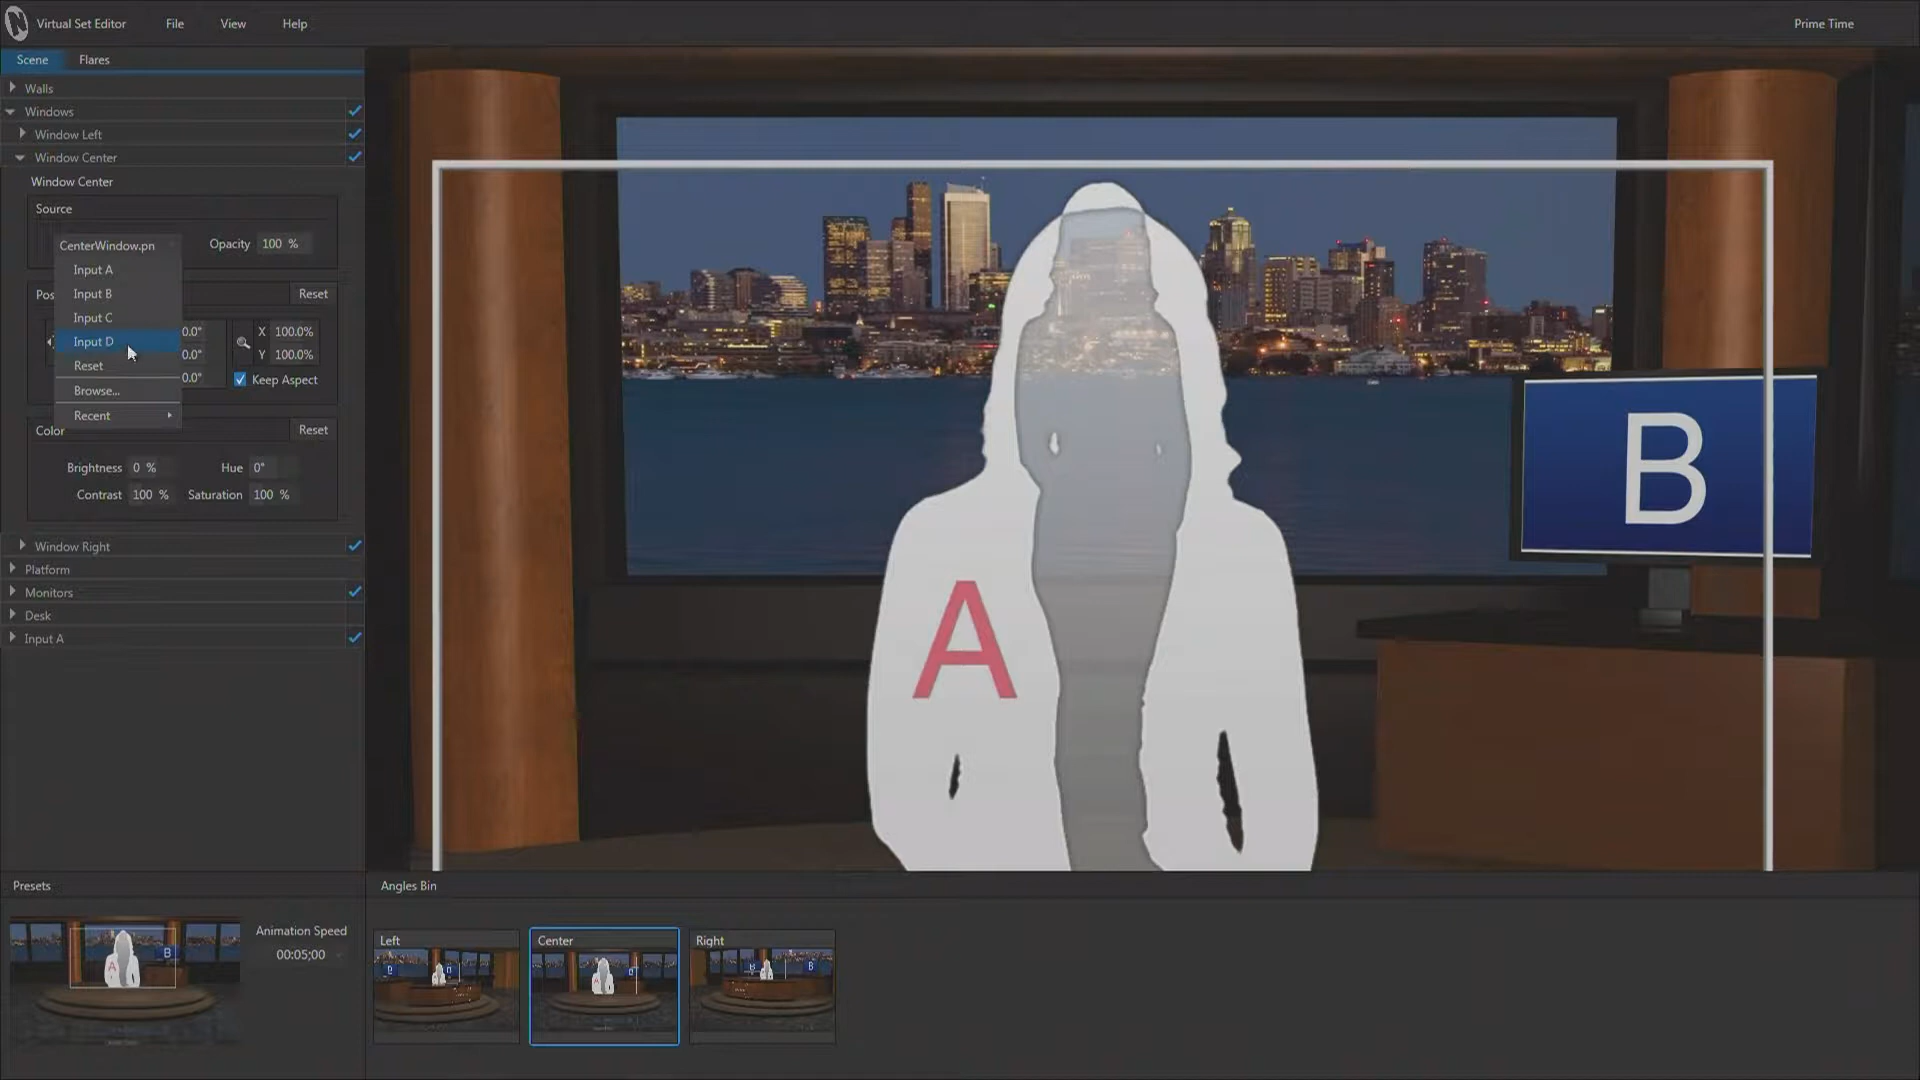 Virtual Set Editor File View Help Prime Time
Scene Flares
Walls
Windows
Window Left
Window Center
Window Center
Source
CenterWindow.pn Opacity 100 %
Input A
Input B
Input C
Input D
Reset
Browse...
Recent
Pos Reset
0.0° X 100.0%
0.0° Y 100.0%
0.0° Keep Aspect
Color Reset
Brightness 0 % Hue 0°
Contrast 100 % Saturation 100 %
Window Right
Platform
Monitors
Desk
Input A
A
B
Presets
Animation Speed
00:05;00
B
A
Angles Bin
Left
Center
A
Right
B
B